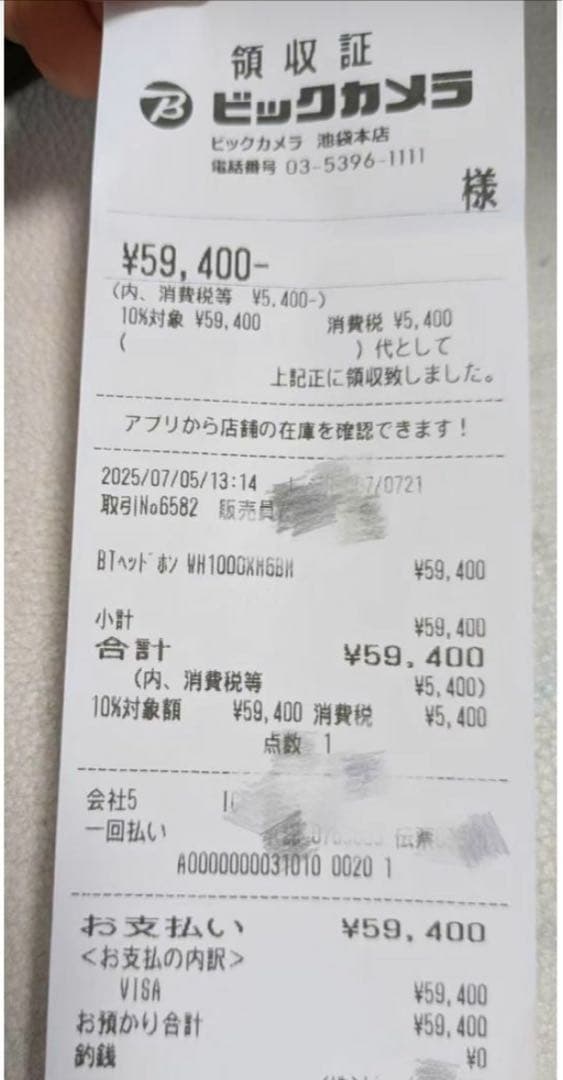 領収証
ビックカメラ
ビックカメラ 池袋本店
電話番号 03-5396-1111
様
¥59,400-
(内、消費税等 ¥5,400-)
10%対象 ¥59,400 消費税 ¥5,400
( )代として
上記正に領収致しました。
アプリから店舗の在庫を確認できます!
2025/07/05/13:14 7/0721
取引No6582 販売員
BTヘッドホン WH1000XM6BM ¥59,400
小計 ¥59,400
合計 ¥59,400
(内、消費税等 ¥5,400)
10%対象額 ¥59,400 消費税 ¥5,400
点数 1
会社5
一回払い 伝票
A0000000031010 0020 1
お支払い ¥59,400
<お支払の内訳>
VISA ¥59,400
お預かり合計 ¥59,400
釣銭 ¥0